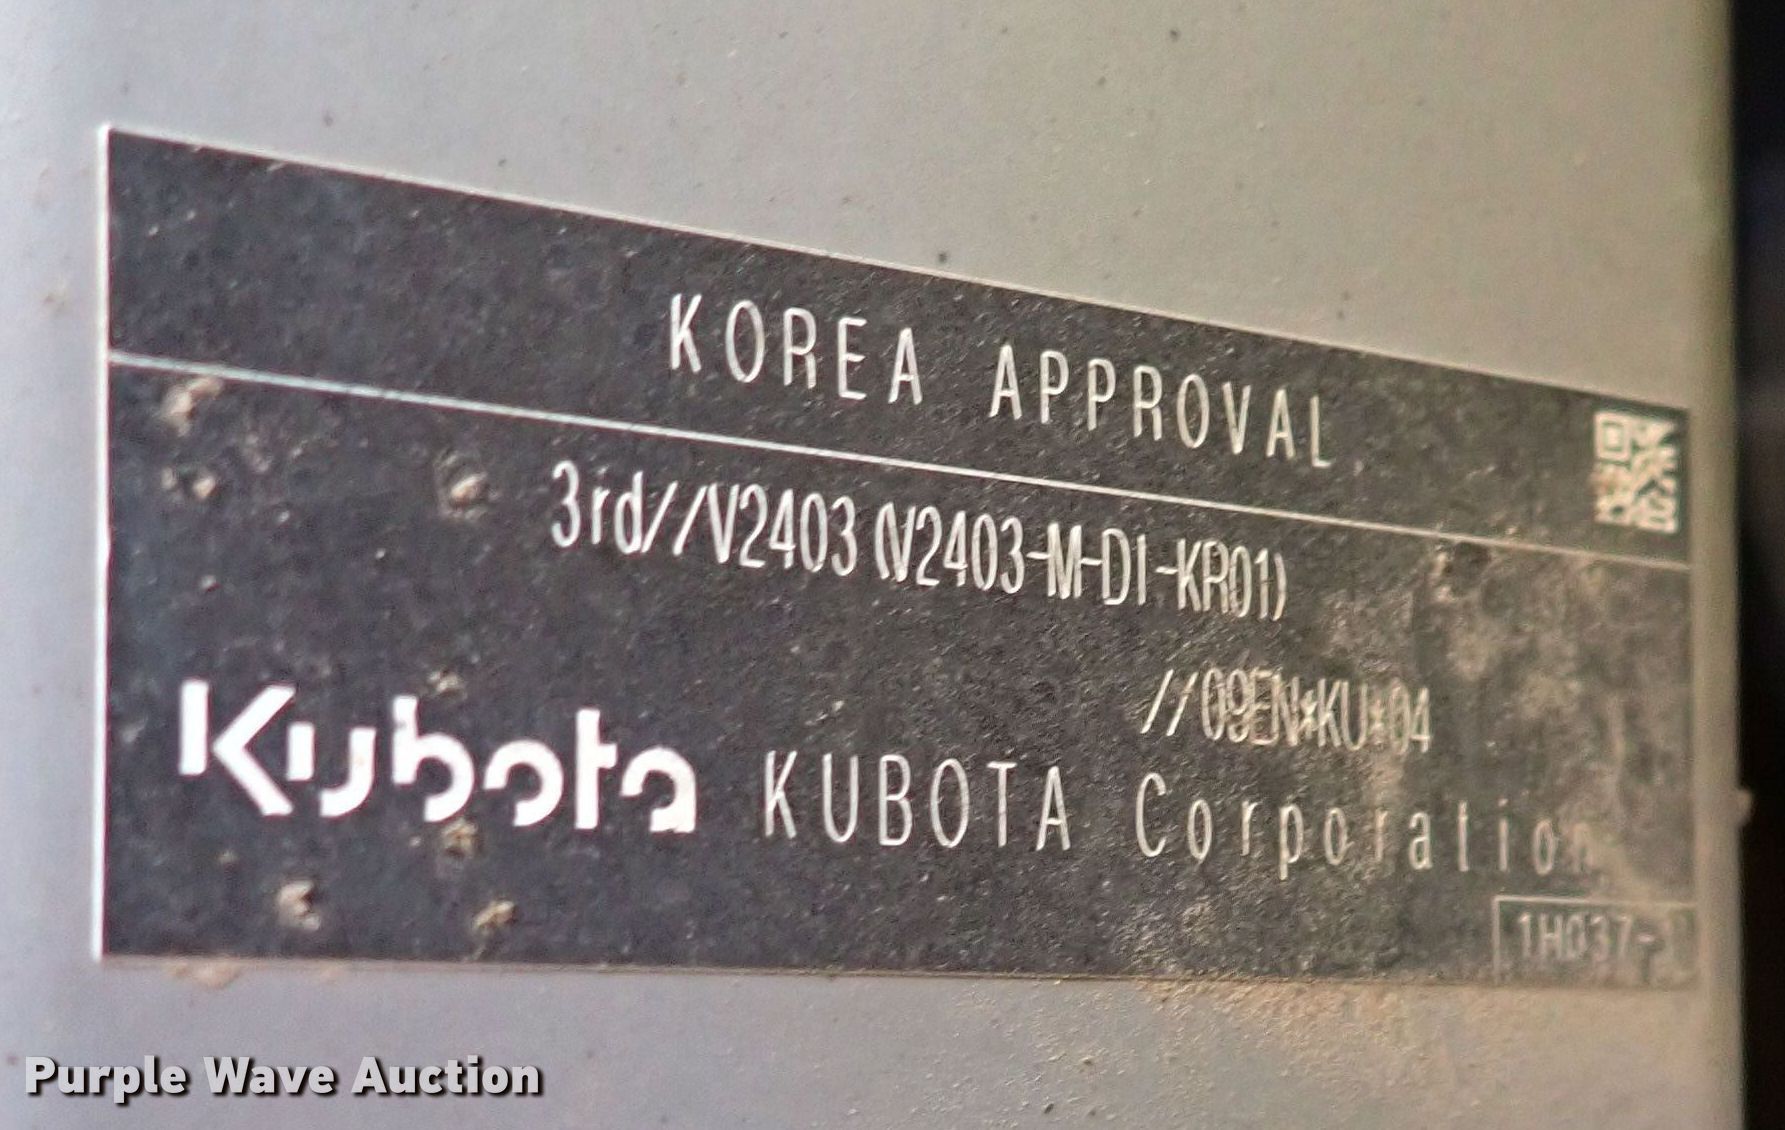 KOREA APPROVAL
3rd//V2403 (V2403-M-DI-KR01)
//09EN*KU*04
Kubota KUBOTA Corporation
1H037-
Purple Wave Auction